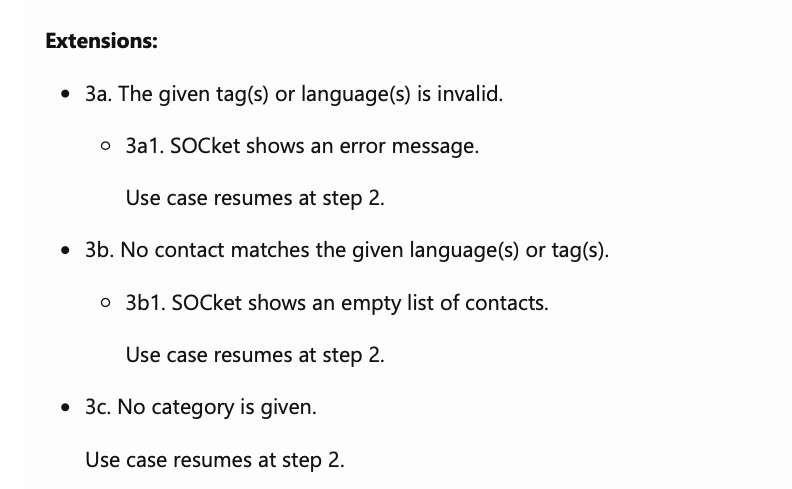 Extensions:
• 3a. The given tag(s) or language(s) is invalid.
○ 3a1. SOCket shows an error message.
Use case resumes at step 2.
• 3b. No contact matches the given language(s) or tag(s).
○ 3b1. SOCket shows an empty list of contacts.
Use case resumes at step 2.
• 3c. No category is given.
Use case resumes at step 2.